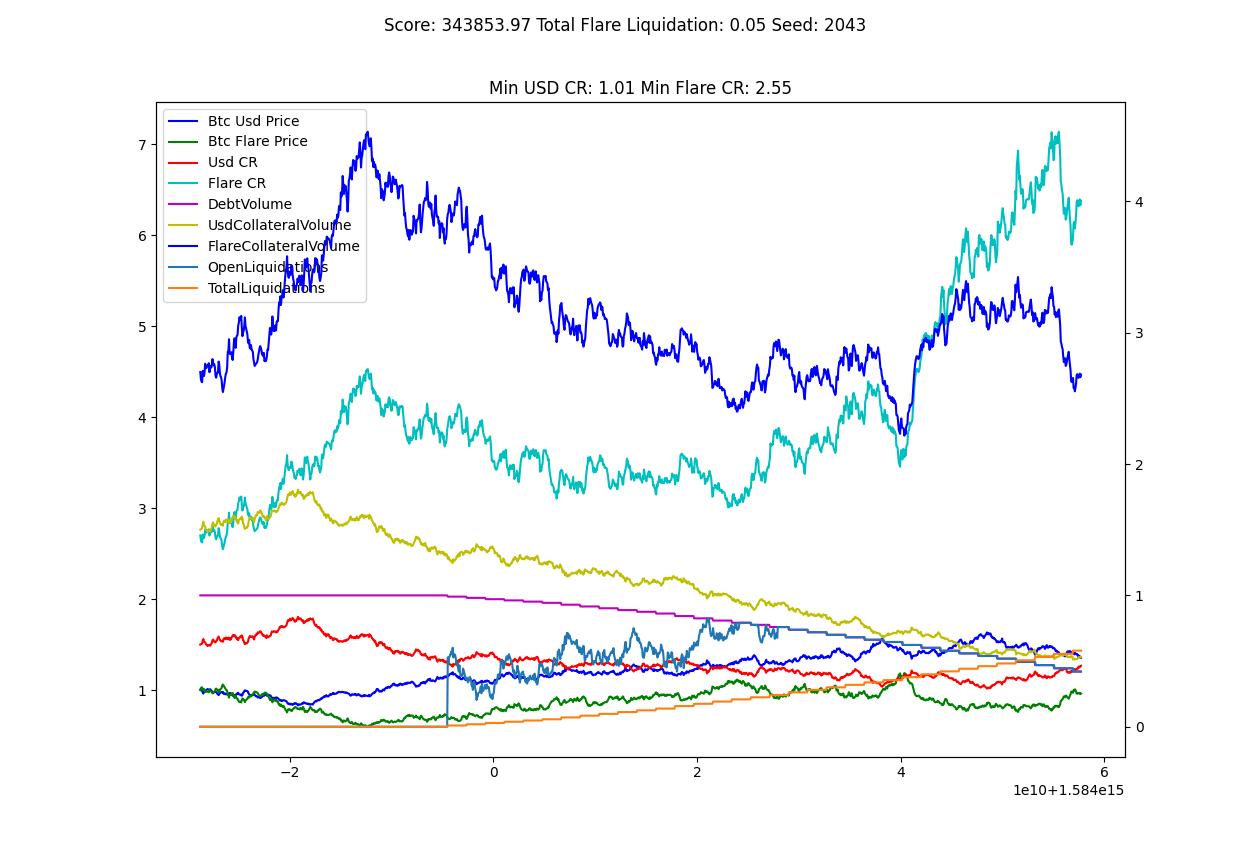 Score: 343853.97 Total Flare Liquidation: 0.05 Seed: 2043
Min USD CR: 1.01 Min Flare CR: 2.55
Btc Usd Price
Btc Flare Price
Usd CR
Flare CR
DebtVolume
UsdCollateralVolume
FlareCollateralVolume
OpenLiquidations
TotalLiquidations
7
6
5
4
3
2
1
4
3
2
1
0
−2
0
2
4
6
1e10+1.584e15